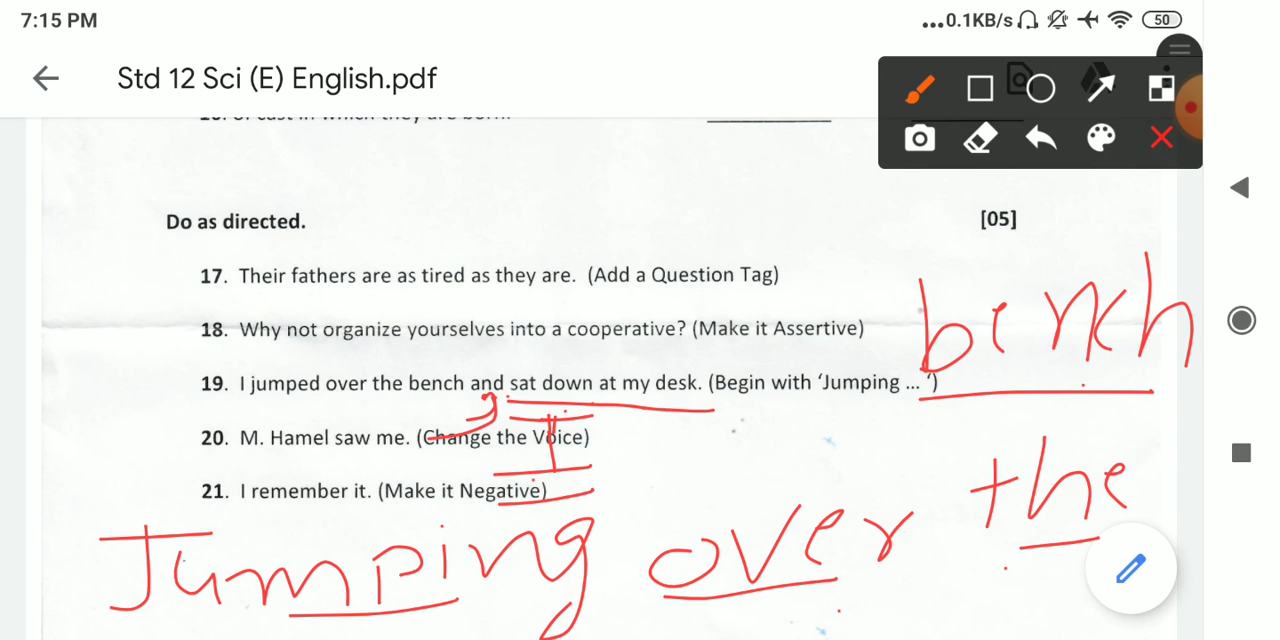 7:15 PM
...0.1KB/s 50
Std 12 Sci (E) English.pdf
Do as directed. [05]
17. Their fathers are as tired as they are. (Add a Question Tag)
18. Why not organize yourselves into a cooperative? (Make it Assertive)
19. I jumped over the bench and sat down at my desk. (Begin with ‘Jumping ... ’)
20. M. Hamel saw me. (Change the Voice)
21. I remember it. (Make it Negative)
Jumping over the
bench
, I